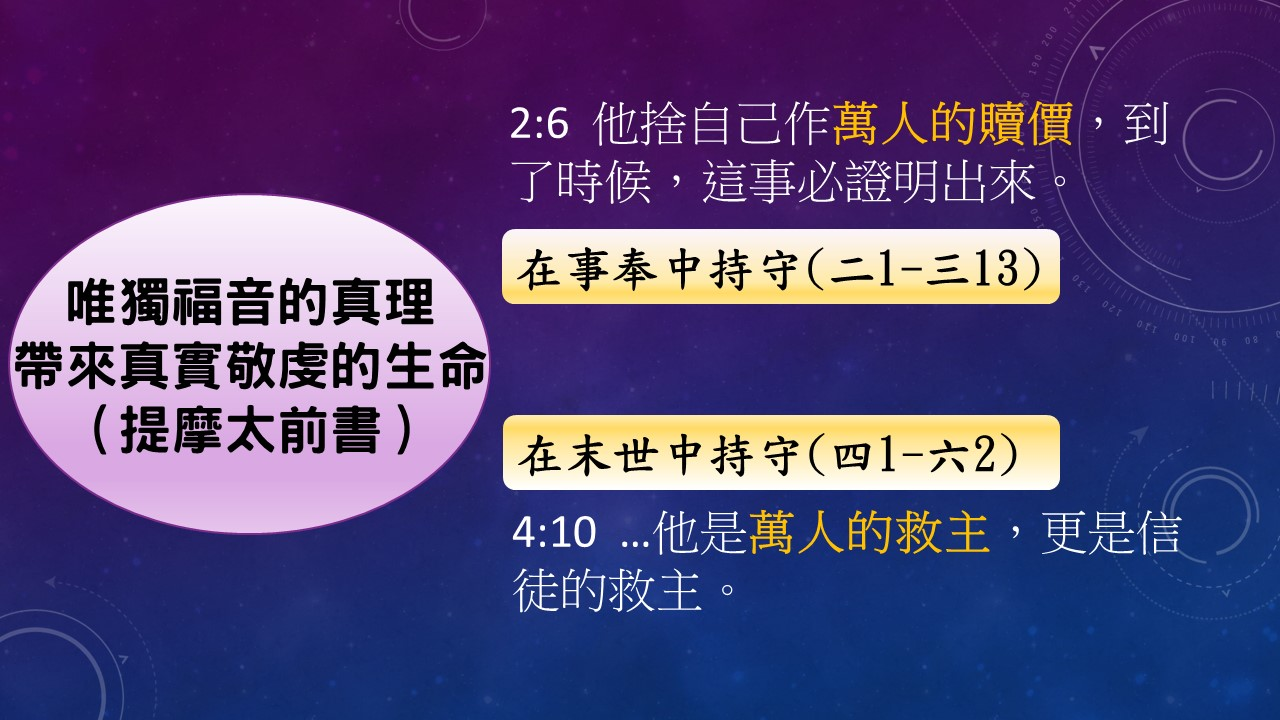 唯獨福音的真理
帶來真實敬虔的生命
(提摩太前書)
2:6 他捨自己作萬人的贖價，到
了時候，這事必證明出來。
在事奉中持守(二1-三13)
在末世中持守(四1-六2)
4:10 …他是萬人的救主，更是信
徒的救主。